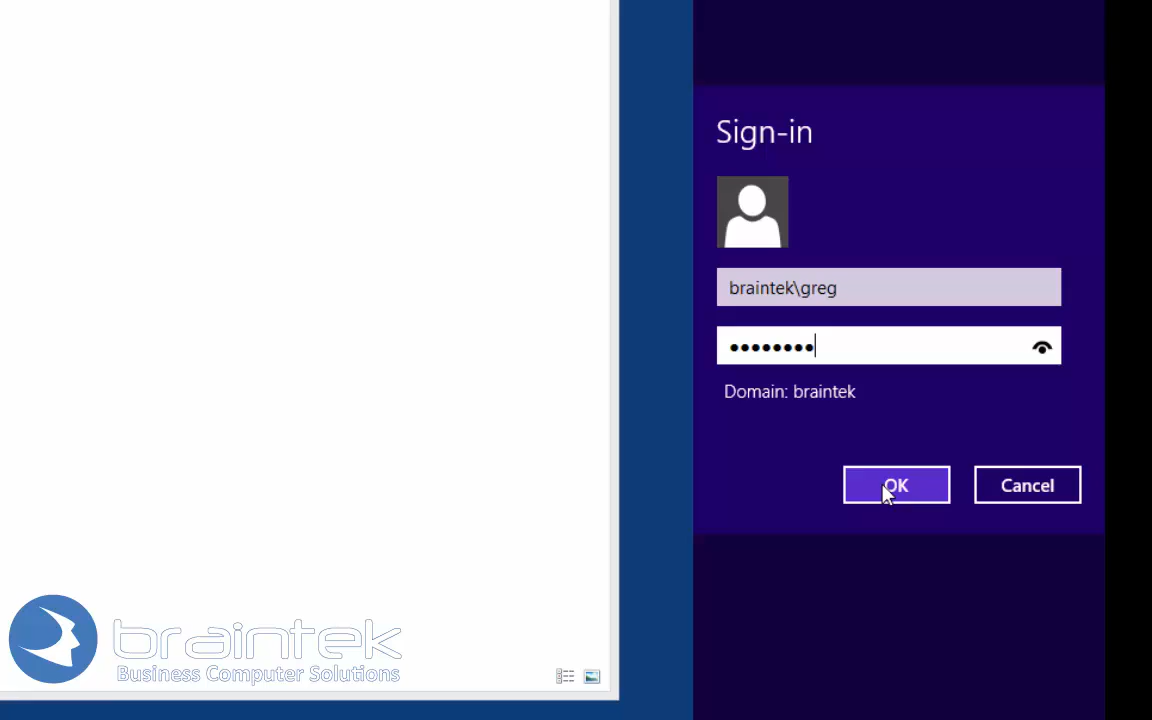 Sign-in
braintek\greg
••••••••
Domain: braintek
OK
Cancel
braintek
Business Computer Solutions